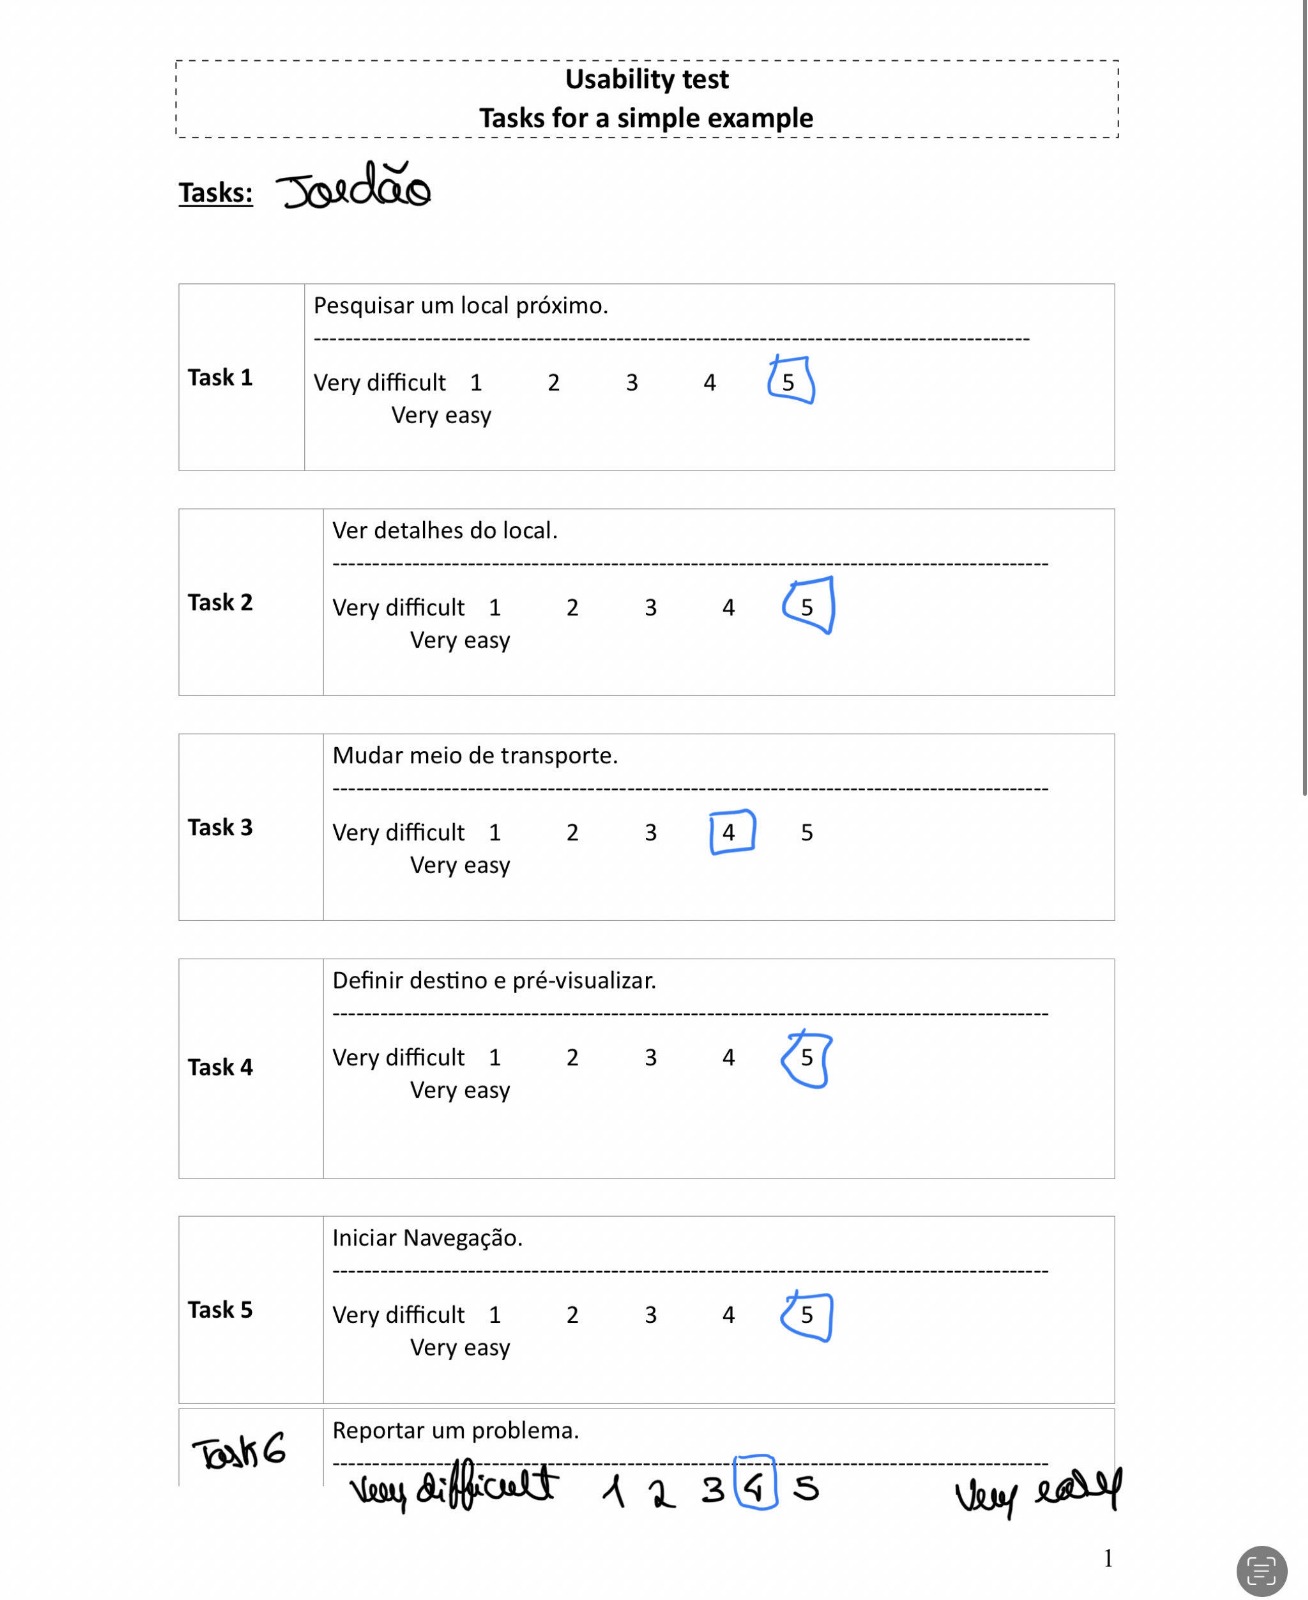 Usability test
Tasks for a simple example
Tasks: Jordão
Pesquisar um local próximo.
------------------------------------------------------------------------------------------
Task 1
Very difficult 1 2 3 4 5
Very easy
Ver detalhes do local.
------------------------------------------------------------------------------------------
Task 2
Very difficult 1 2 3 4 5
Very easy
Mudar meio de transporte.
------------------------------------------------------------------------------------------
Task 3
Very difficult 1 2 3 4 5
Very easy
Definir destino e pré-visualizar.
------------------------------------------------------------------------------------------
Task 4
Very difficult 1 2 3 4 5
Very easy
Iniciar Navegação.
------------------------------------------------------------------------------------------
Task 5
Very difficult 1 2 3 4 5
Very easy
Reportar um problema.
------------------------------------------------------------------------------------------
Task 6
Very difficult 1 2 3 4 5 Very easy
1